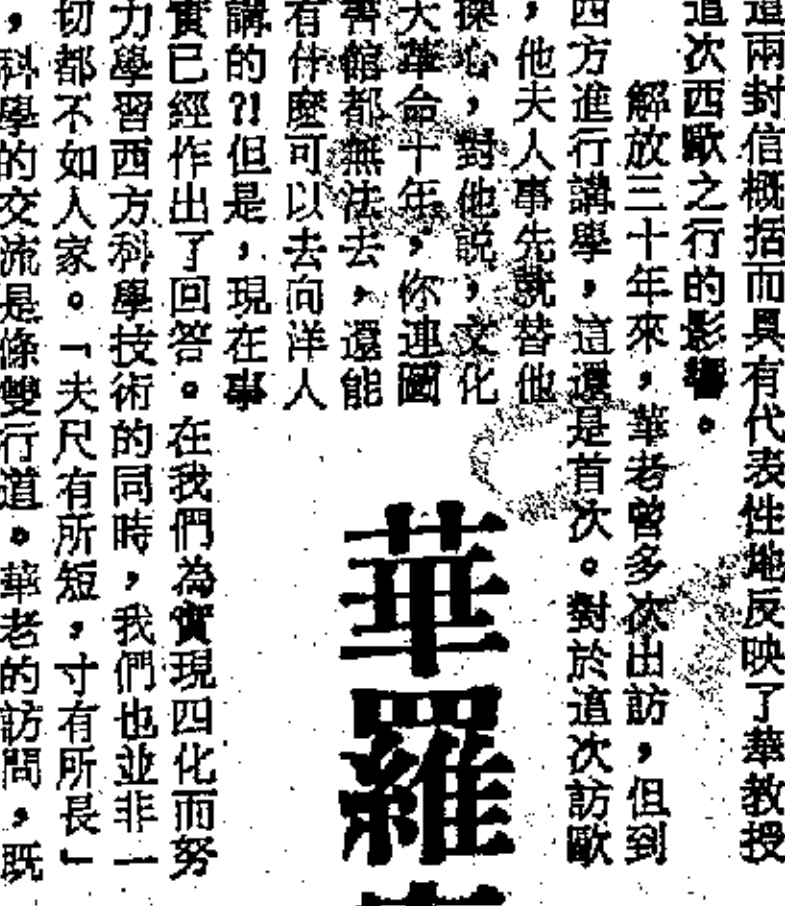 這兩封信概括而具有代表性地反映了華教授
這次西歐之行的影響。
解放三十年來，華老曾多次出訪，但到
西方進行講學，這還是首次。對於這次訪歐
，他夫人事先就替他
操心，對他説，文化
大革命十年，你連圖
書館都無法去，還能
有什麼可以去向洋人
講的?!但是，現在事
實已經作出了回答。在我們為實現四化而努
力學習西方科學技術的同時，我們也並非一
切都不如人家。「夫尺有所短，寸有所長」
，科學的交流是條雙行道。華老的訪問，既
華羅